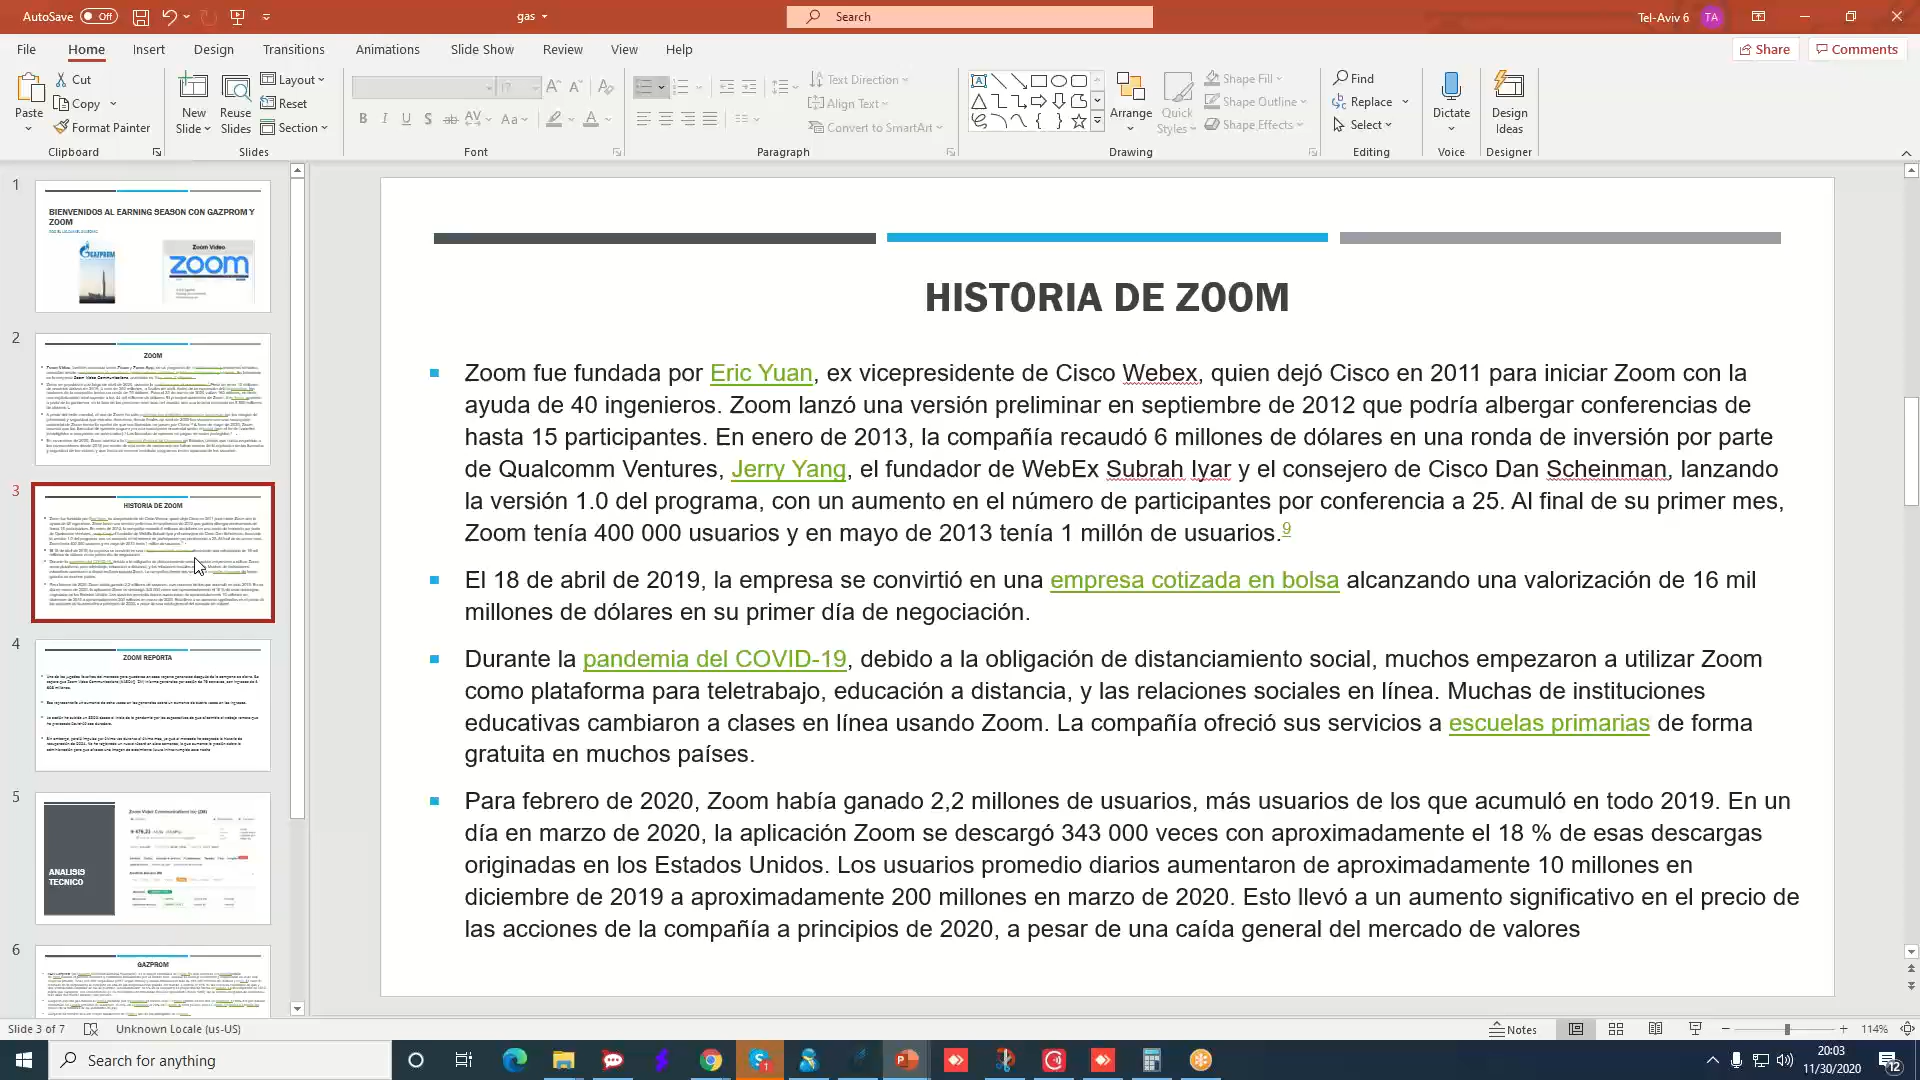 AutoSave Off
gas
Search
Tel-Aviv 6 TA
File Home Insert Design Transitions Animations Slide Show Review View Help
Share Comments
Paste
Cut
Copy
Format Painter
Clipboard
New Slide
Reuse Slides
Layout
Reset
Section
Slides
17
Font
Text Direction
Align Text
Convert to SmartArt
Paragraph
Arrange
Quick Styles
Shape Fill
Shape Outline
Shape Effects
Drawing
Find
Replace
Select
Editing
Dictate
Voice
Design Ideas
Designer
1
BIENVENIDOS AL EARNING SEASON CON GAZPROM Y
ZOOM
GAZPROM
Zoom Video
zoom
2
ZOOM
3
HISTORIA DE ZOOM
4
ZOOM REPORTA
5
ANALISIS
TECNICO
6
GAZPROM
HISTORIA DE ZOOM
Zoom fue fundada por Eric Yuan, ex vicepresidente de Cisco Webex, quien dejó Cisco en 2011 para iniciar Zoom con la
ayuda de 40 ingenieros. Zoom lanzó una versión preliminar en septiembre de 2012 que podría albergar conferencias de
hasta 15 participantes. En enero de 2013, la compañía recaudó 6 millones de dólares en una ronda de inversión por parte
de Qualcomm Ventures, Jerry Yang, el fundador de WebEx Subrah Iyar y el consejero de Cisco Dan Scheinman, lanzando
la versión 1.0 del programa, con un aumento en el número de participantes por conferencia a 25. Al final de su primer mes,
Zoom tenía 400 000 usuarios y en mayo de 2013 tenía 1 millón de usuarios.9
El 18 de abril de 2019, la empresa se convirtió en una empresa cotizada en bolsa alcanzando una valorización de 16 mil
millones de dólares en su primer día de negociación.
Durante la pandemia del COVID-19, debido a la obligación de distanciamiento social, muchos empezaron a utilizar Zoom
como plataforma para teletrabajo, educación a distancia, y las relaciones sociales en línea. Muchas de instituciones
educativas cambiaron a clases en línea usando Zoom. La compañía ofreció sus servicios a escuelas primarias de forma
gratuita en muchos países.
Para febrero de 2020, Zoom había ganado 2,2 millones de usuarios, más usuarios de los que acumuló en todo 2019. En un
día en marzo de 2020, la aplicación Zoom se descargó 343 000 veces con aproximadamente el 18 % de esas descargas
originadas en los Estados Unidos. Los usuarios promedio diarios aumentaron de aproximadamente 10 millones en
diciembre de 2019 a aproximadamente 200 millones en marzo de 2020. Esto llevó a un aumento significativo en el precio de
las acciones de la compañía a principios de 2020, a pesar de una caída general del mercado de valores
Slide 3 of 7 Unknown Locale (us-US)
Notes
114%
Search for anything
20:03
11/30/2020
12